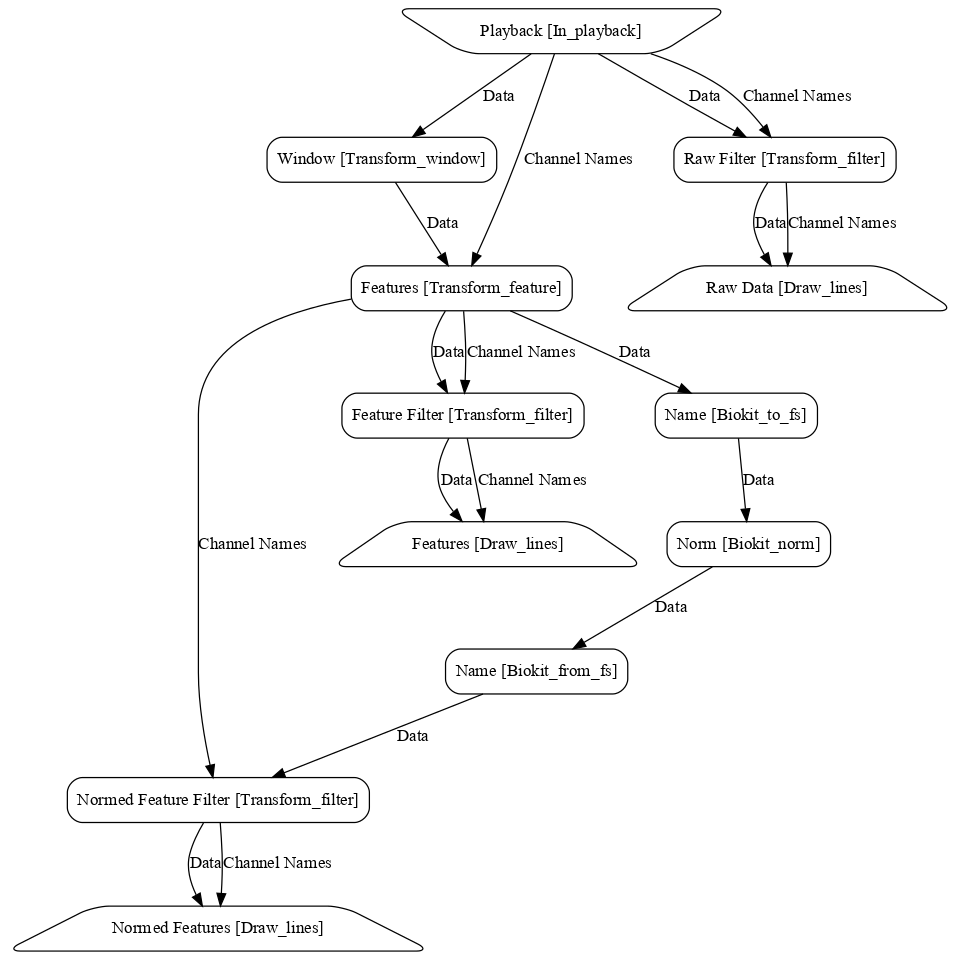 Playback [In_playback]
Data
Data
Channel Names
Window [Transform_window]
Channel Names
Raw Filter [Transform_filter]
Data
Data
Channel Names
Features [Transform_feature]
Raw Data [Draw_lines]
Data
Channel Names
Data
Feature Filter [Transform_filter]
Name [Biokit_to_fs]
Data
Channel Names
Data
Channel Names
Features [Draw_lines]
Norm [Biokit_norm]
Data
Name [Biokit_from_fs]
Data
Normed Feature Filter [Transform_filter]
Data
Channel Names
Normed Features [Draw_lines]